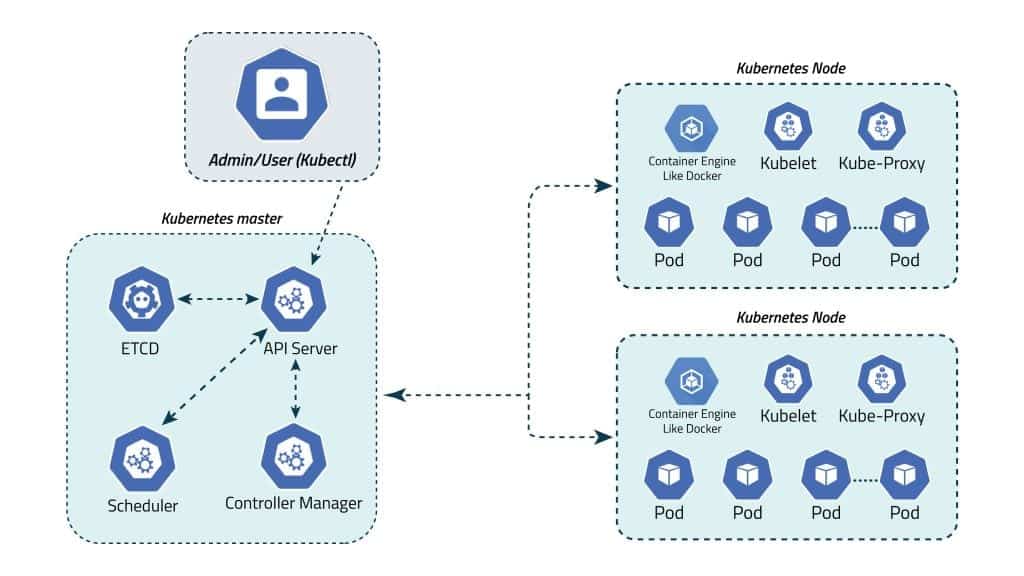 Admin/User (Kubectl)
Kubernetes master
ETCD
API Server
Scheduler
Controller Manager
Kubernetes Node
Container Engine
Like Docker
Kubelet
Kube-Proxy
Pod
Pod
Pod
Pod
Kubernetes Node
Container Engine
Like Docker
Kubelet
Kube-Proxy
Pod
Pod
Pod
Pod